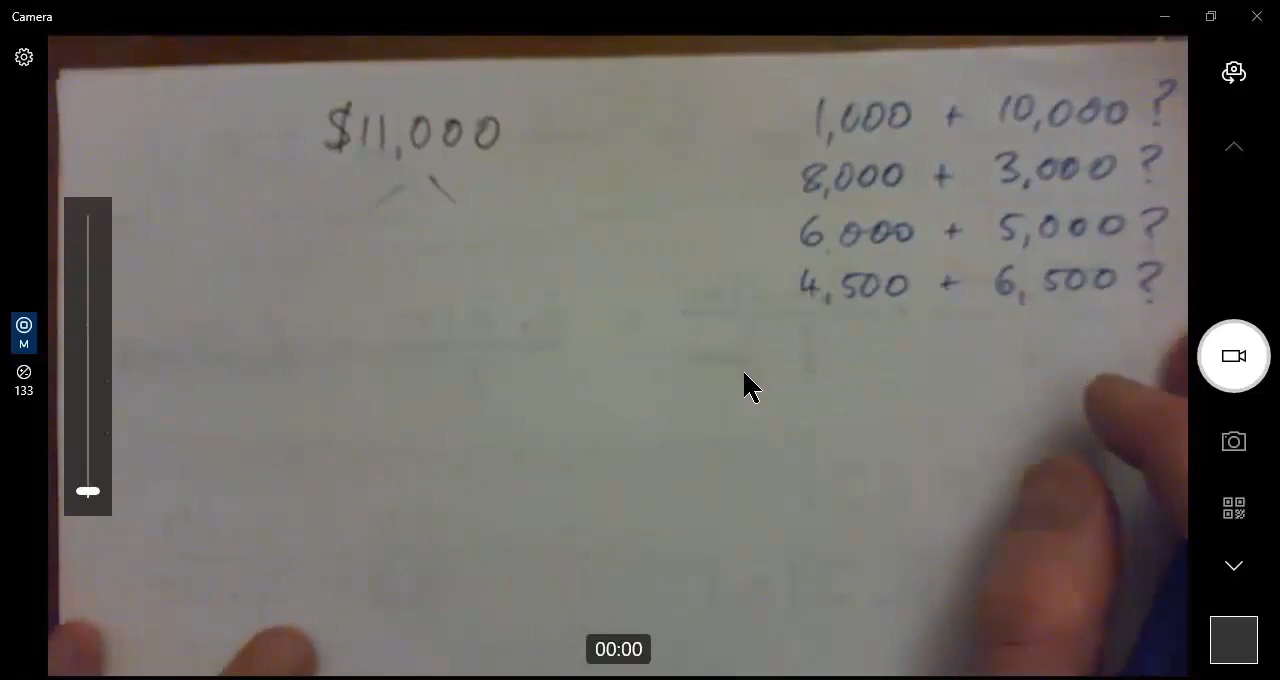 Camera
$11,000
1,000 + 10,000?
8,000 + 3,000?
6 000 + 5,000?
4,500 + 6,500?
M
133
00:00